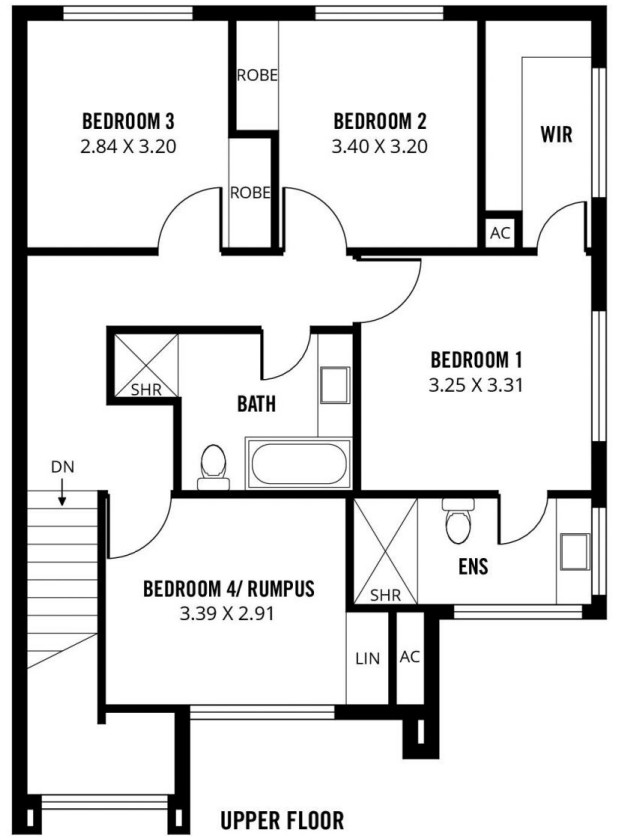 ROBE
BEDROOM 3
2.84 X 3.20
BEDROOM 2
3.40 X 3.20
WIR
ROBE
AC
BEDROOM 1
3.25 X 3.31
SHR
BATH
DN
ENS
BEDROOM 4/ RUMPUS
3.39 X 2.91
SHR
LIN
AC
UPPER FLOOR